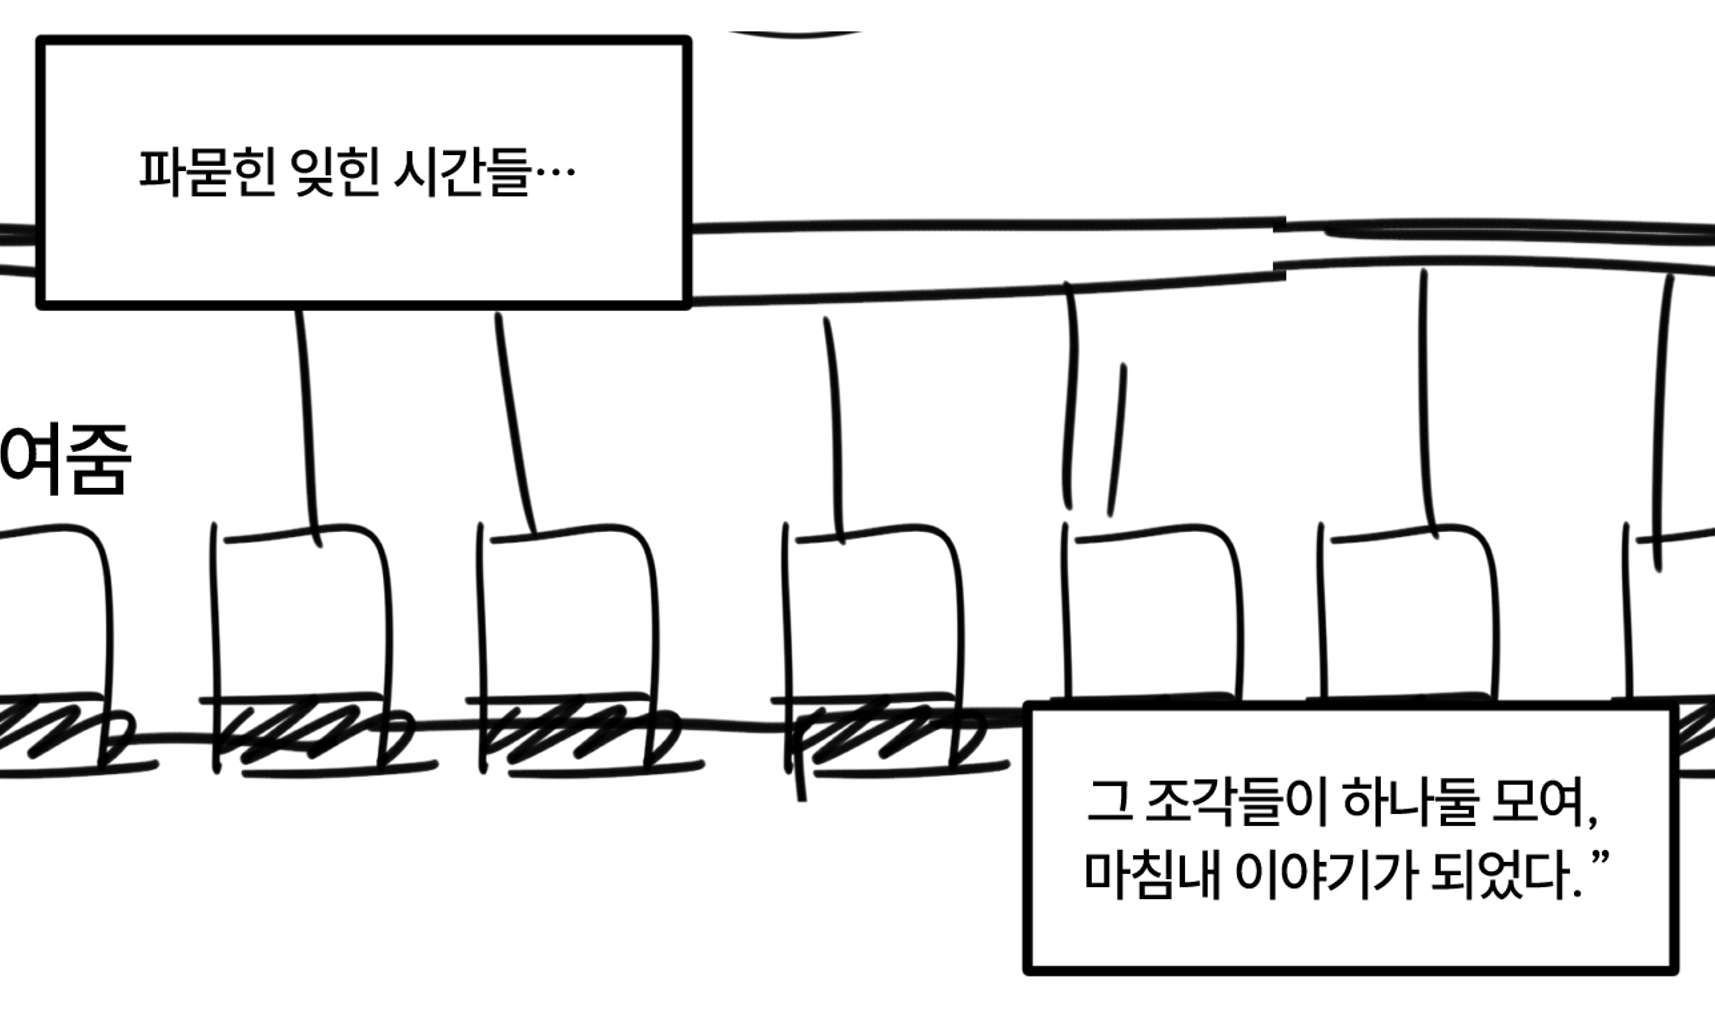 파묻힌 잊힌 시간들…
여줌
그 조각들이 하나둘 모여,
마침내 이야기가 되었다.”